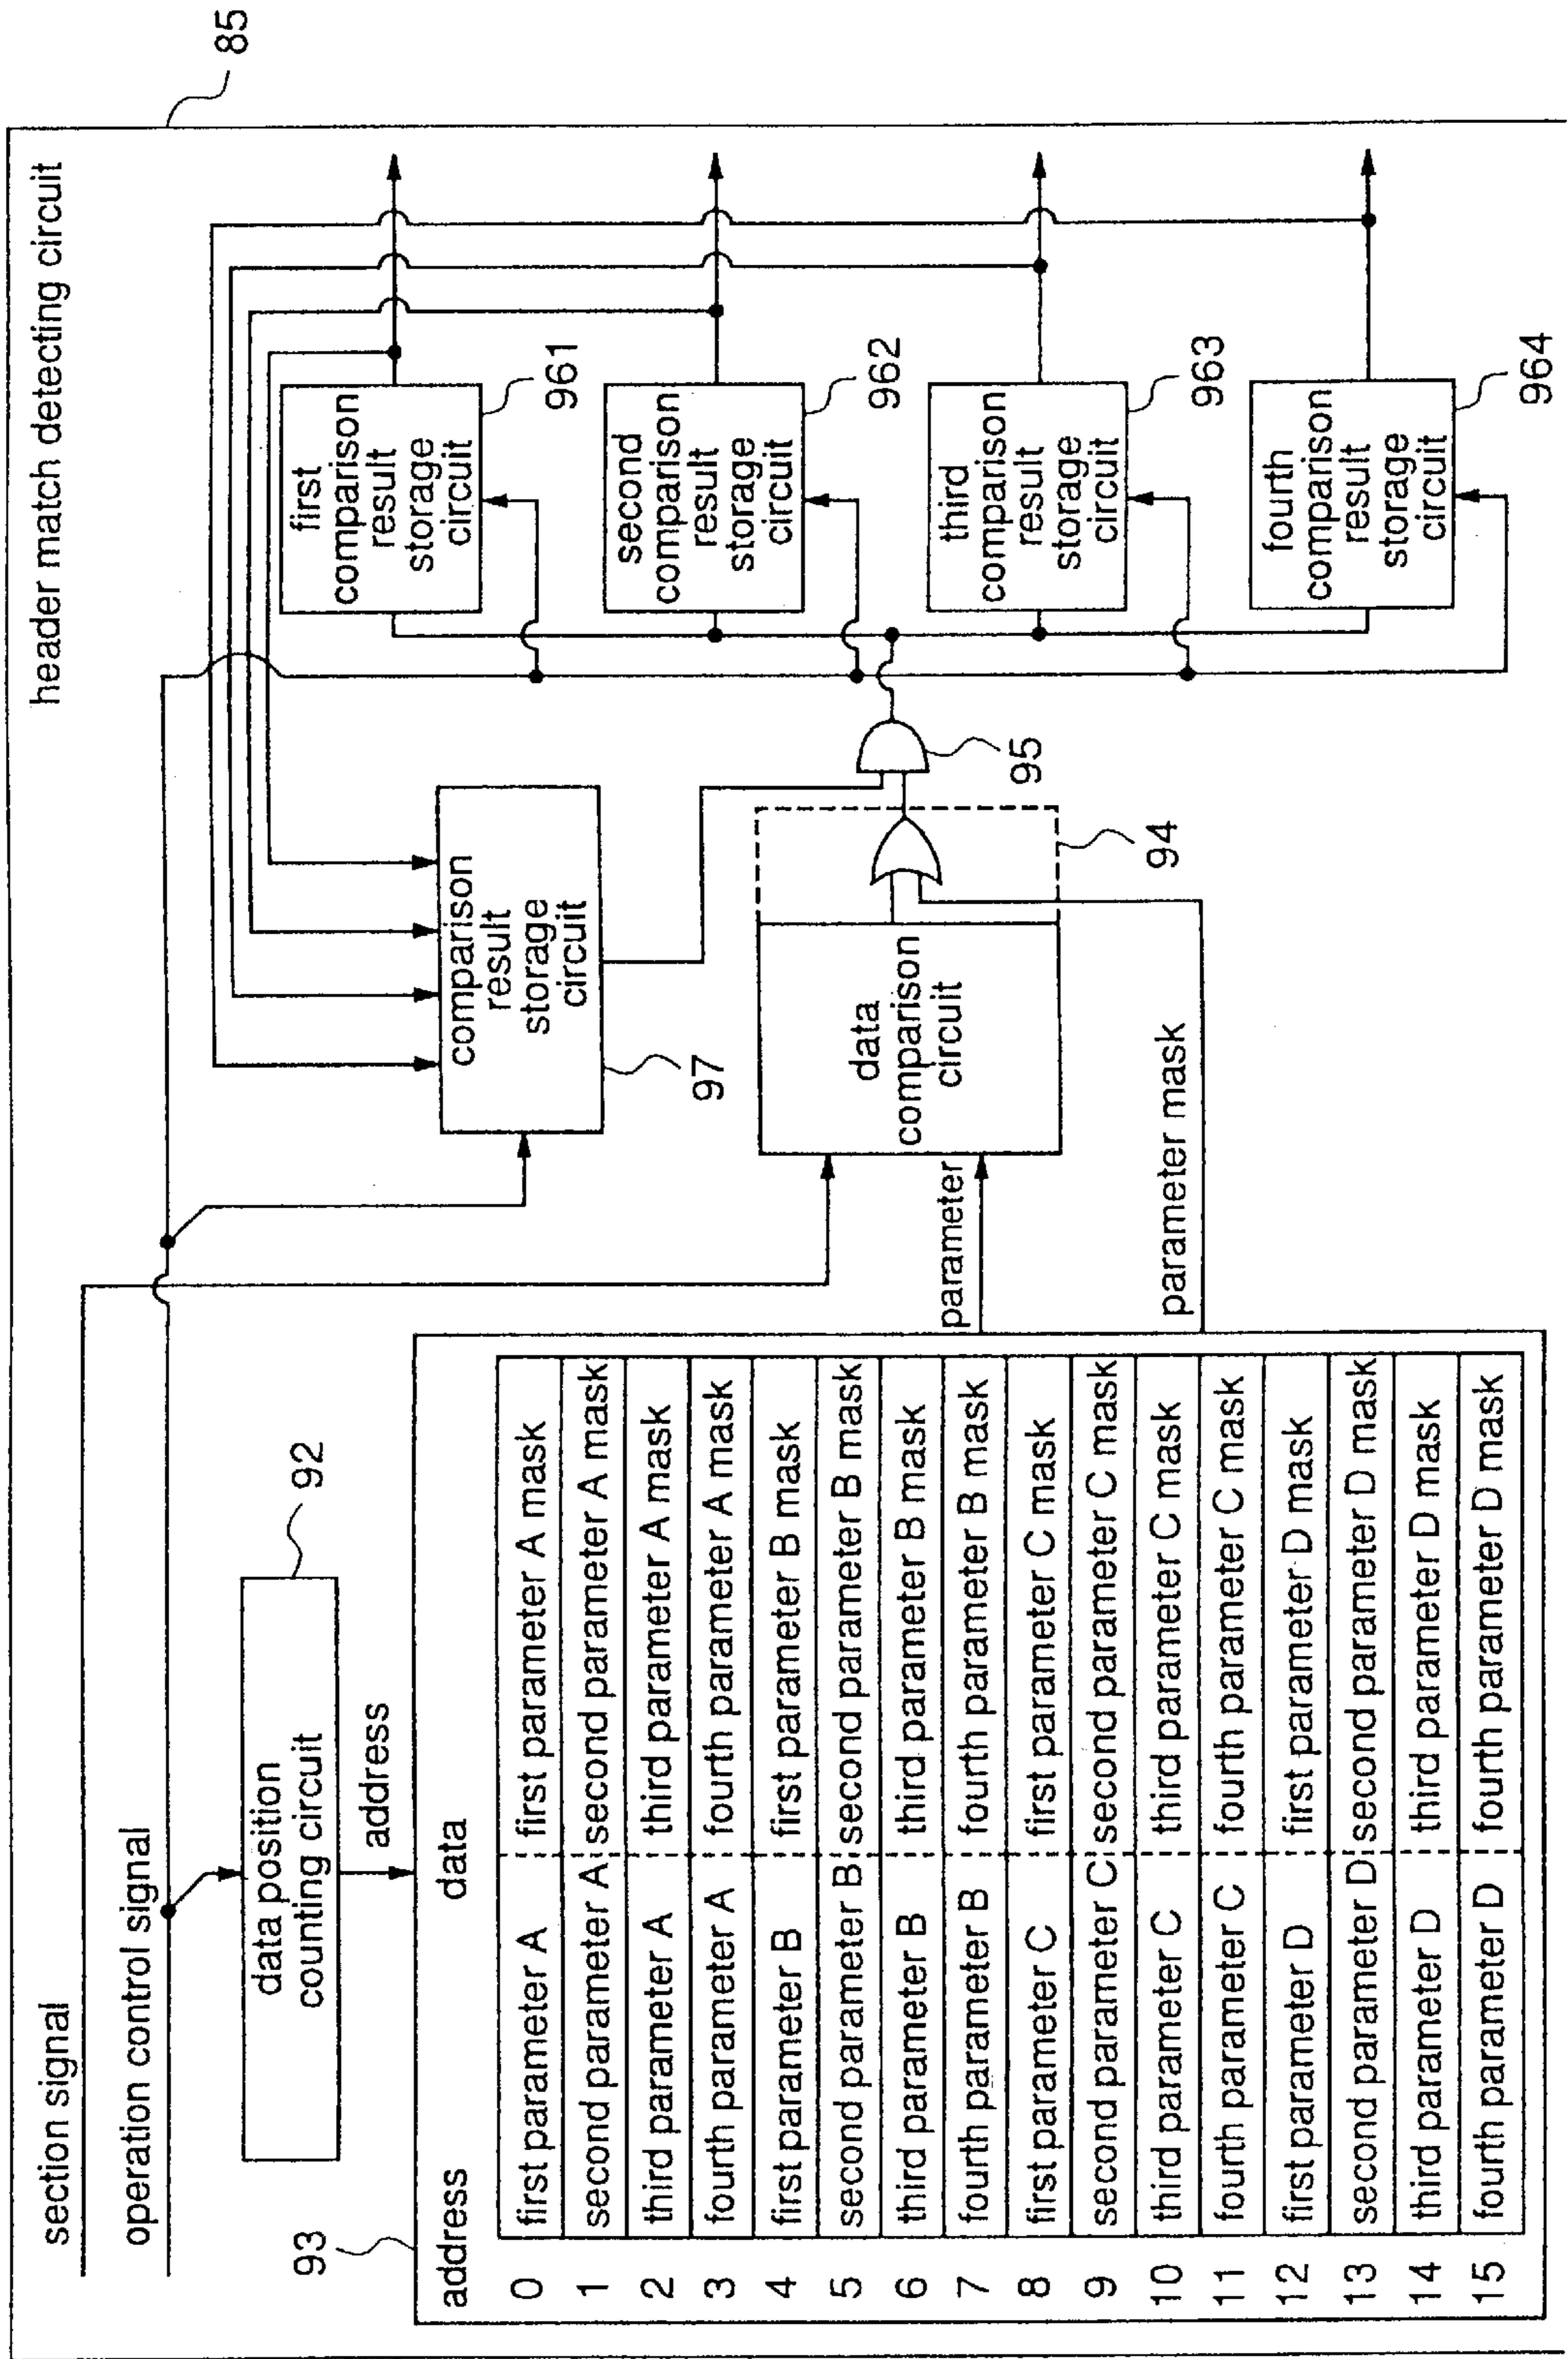 header match detecting circuit
85
section signal
operation control signal
data position
counting circuit
92
address
93
address
data
0 first parameter A first parameter A mask
1 second parameter A second parameter A mask
2 third parameter A third parameter A mask
3 fourth parameter A fourth parameter A mask
4 first parameter B first parameter B mask
5 second parameter B second parameter B mask
6 third parameter B third parameter B mask
7 fourth parameter B fourth parameter B mask
8 first parameter C first parameter C mask
9 second parameter C second parameter C mask
10 third parameter C third parameter C mask
11 fourth parameter C fourth parameter C mask
12 first parameter D first parameter D mask
13 second parameter D second parameter D mask
14 third parameter D third parameter D mask
15 fourth parameter D fourth parameter D mask
parameter
parameter mask
comparison
result
storage
circuit
97
data
comparison
circuit
94
95
first
comparison
result
storage
circuit
961
second
comparison
result
storage
circuit
962
third
comparison
result
storage
circuit
963
fourth
comparison
result
storage
circuit
964